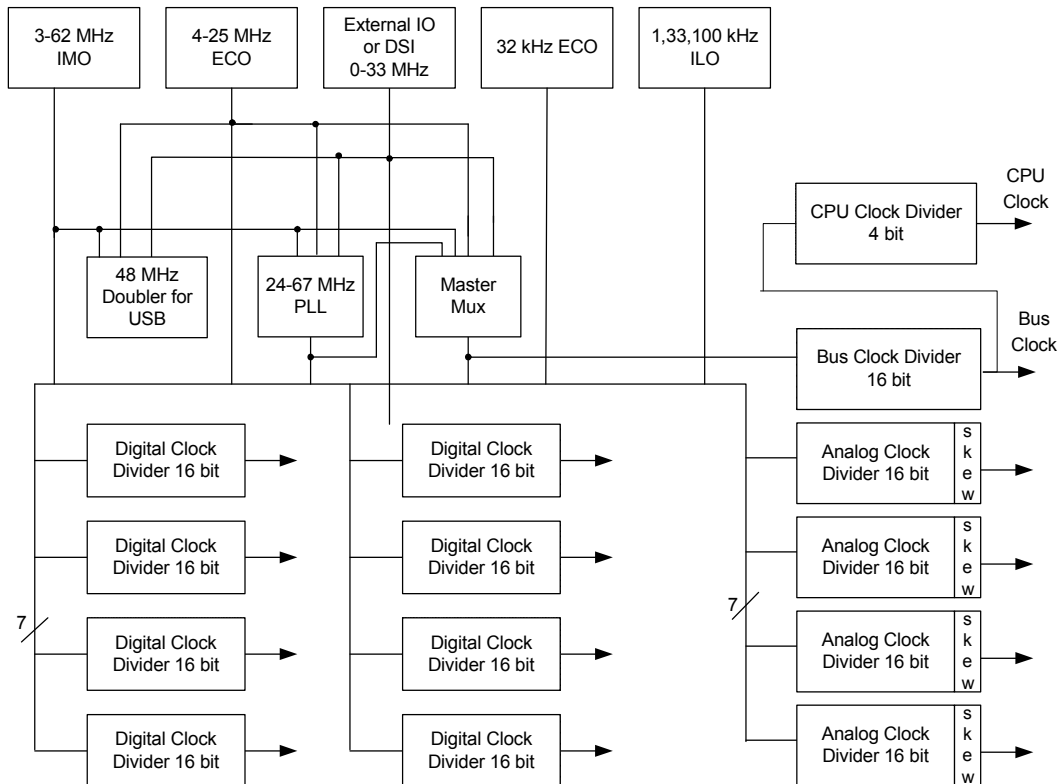 3-62 MHz
IMO
4-25 MHz
ECO
External IO
or DSI
0-33 MHz
32 kHz ECO
1,33,100 kHz
ILO
CPU
Clock
CPU Clock Divider
4 bit
48 MHz
Doubler for
USB
24-67 MHz
PLL
Master
Mux
Bus
Clock
Bus Clock Divider
16 bit
Digital Clock
Divider 16 bit
Digital Clock
Divider 16 bit
Analog Clock
Divider 16 bit
s
k
e
w
Digital Clock
Divider 16 bit
Digital Clock
Divider 16 bit
Analog Clock
Divider 16 bit
s
k
e
w
7
7
Digital Clock
Divider 16 bit
Digital Clock
Divider 16 bit
Analog Clock
Divider 16 bit
s
k
e
w
Digital Clock
Divider 16 bit
Digital Clock
Divider 16 bit
Analog Clock
Divider 16 bit
s
k
e
w